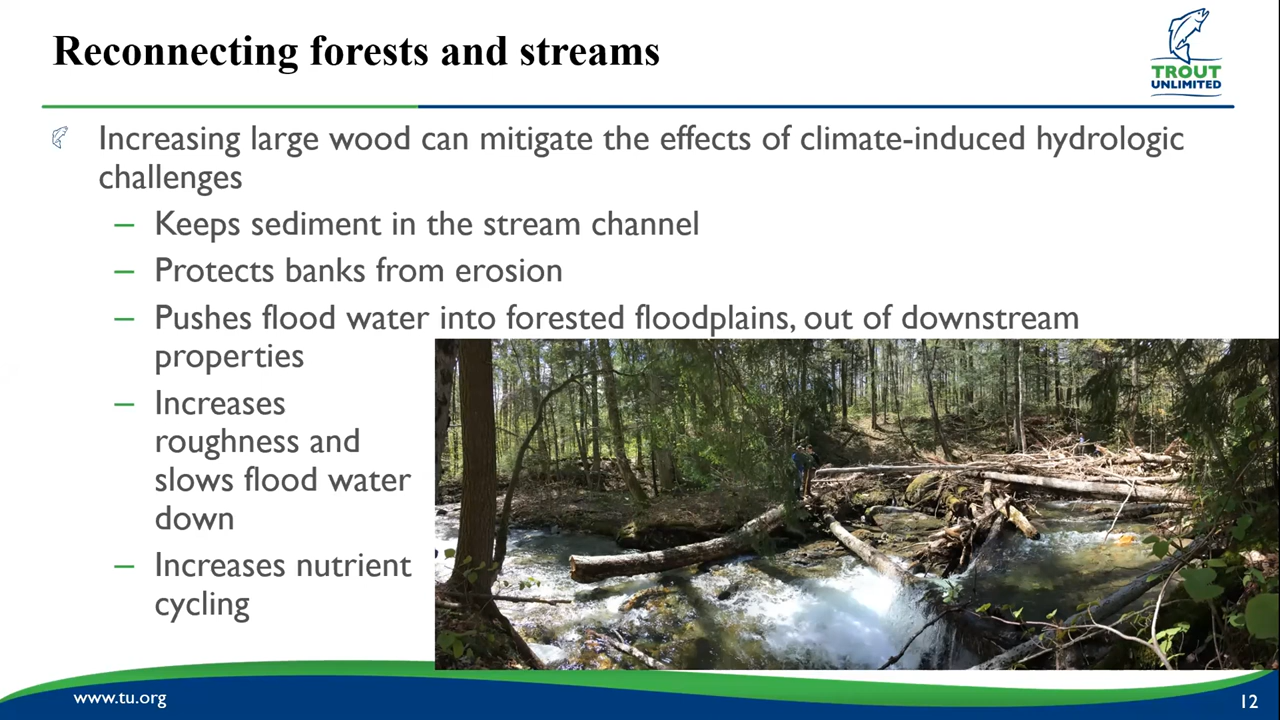 Reconnecting forests and streams
TROUT
UNLIMITED
Increasing large wood can mitigate the effects of climate-induced hydrologic
challenges
– Keeps sediment in the stream channel
– Protects banks from erosion
– Pushes flood water into forested floodplains, out of downstream
properties
– Increases
roughness and
slows flood water
down
– Increases nutrient
cycling
www.tu.org
12